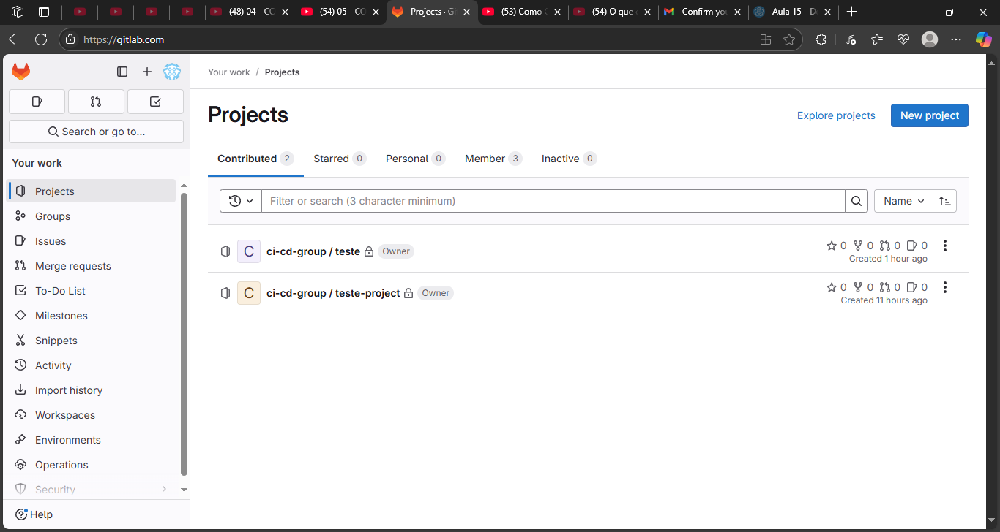 (48) 04 - CO
(54) 05 - CO
Projects · Gi
(53) Como
(54) O que
Confirm you
Aula 15 - D
https://gitlab.com
Search or go to...
Your work
Projects
Groups
Issues
Merge requests
To-Do List
Milestones
Snippets
Activity
Import history
Workspaces
Environments
Operations
Security
Help
Your work / Projects
Projects
Explore projects
New project
Contributed 2
Starred 0
Personal 0
Member 3
Inactive 0
Filter or search (3 character minimum)
Name
C ci-cd-group / teste Owner
0 0 0 0
Created 1 hour ago
C ci-cd-group / teste-project Owner
0 0 0 0
Created 11 hours ago